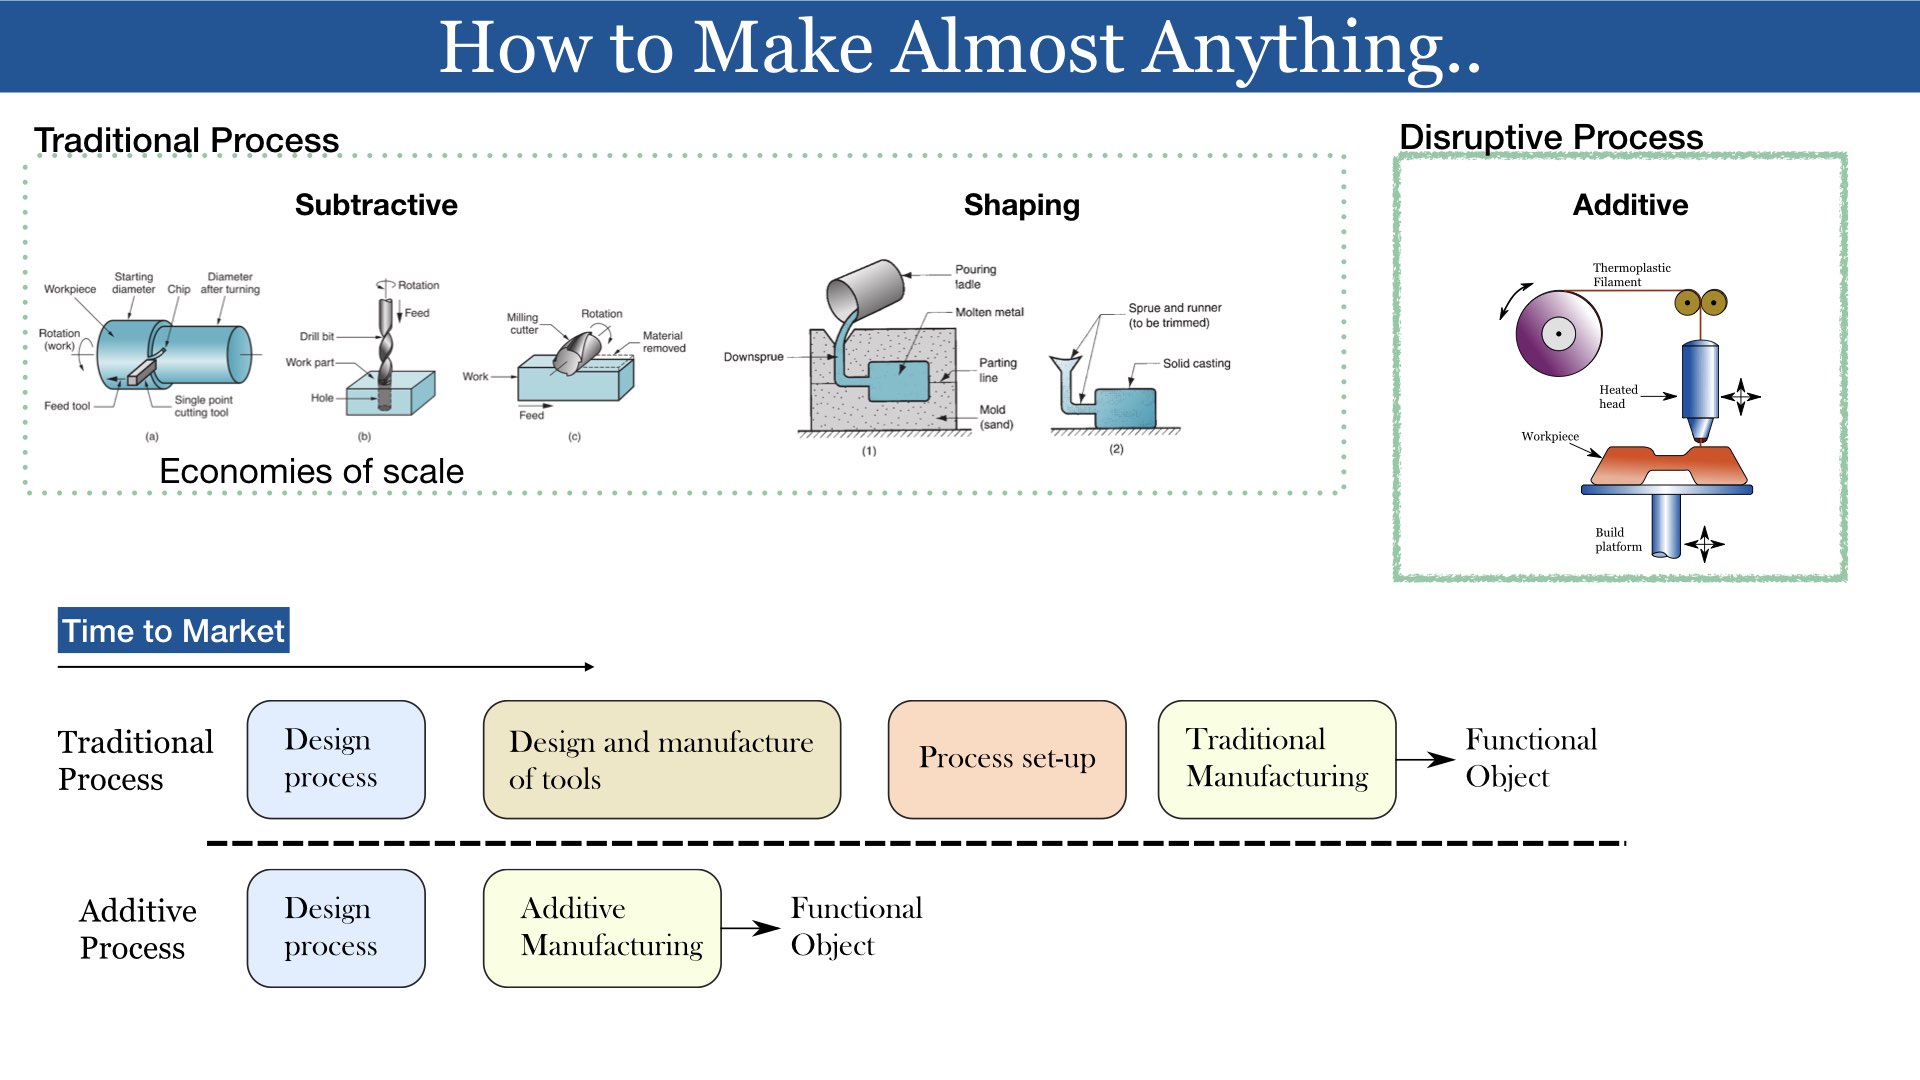 How to Make Almost Anything..
Traditional Process
Subtractive
Workpiece
Starting
diameter
Chip
Diameter
after turning
Rotation
(work)
Feed tool
Single point
cutting tool
(a)
Rotation
Feed
Drill bit
Work part
Hole
(b)
Milling
cutter
Rotation
Material
removed
Work
Feed
(c)
Economies of scale
Shaping
Pouring
ladle
Molten metal
Downsprue
Parting
line
Mold
(sand)
(1)
Sprue and runner
(to be trimmed)
Solid casting
(2)
Disruptive Process
Additive
Thermoplastic
Filament
Heated
head
Workpiece
Build
platform
Time to Market
Traditional
Process
Design
process
Design and manufacture
of tools
Process set-up
Traditional
Manufacturing
Functional
Object
Additive
Process
Design
process
Additive
Manufacturing
Functional
Object